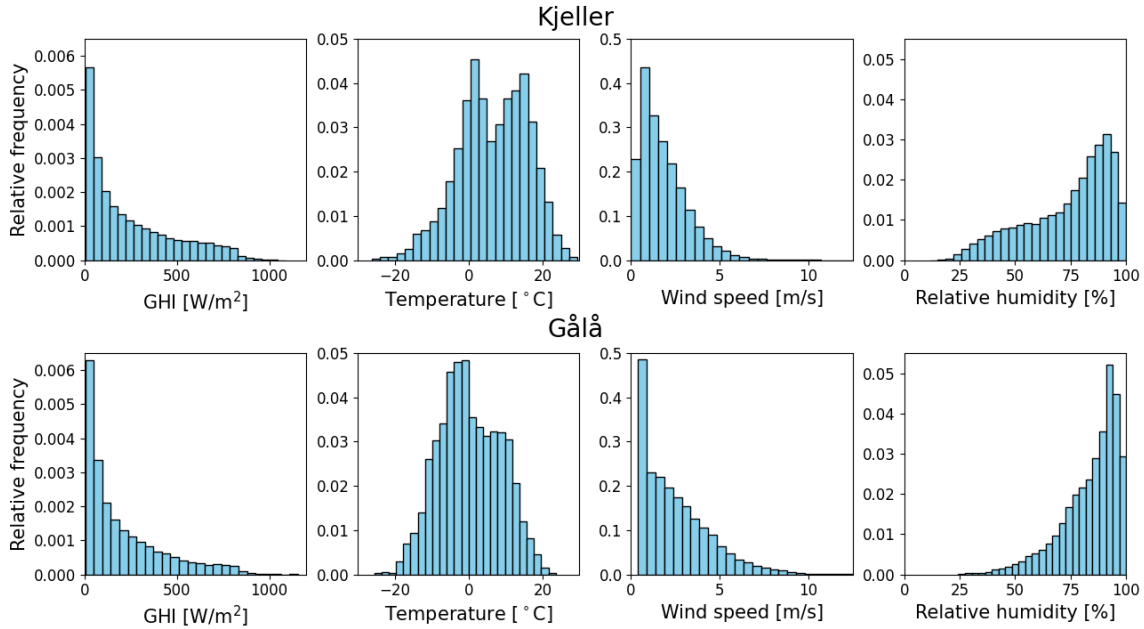 Kjeller
Relative frequency
0.006
0.005
0.004
0.003
0.002
0.001
0.000
0 500 1000
GHI [W/m²]
0.05
0.04
0.03
0.02
0.01
0.00
−20 0 20
Temperature [°C]
0.5
0.4
0.3
0.2
0.1
0.0
0 5 10
Wind speed [m/s]
0.05
0.04
0.03
0.02
0.01
0.00
0 25 50 75 100
Relative humidity [%]
Gålå
Relative frequency
0.006
0.005
0.004
0.003
0.002
0.001
0.000
0 500 1000
GHI [W/m²]
0.05
0.04
0.03
0.02
0.01
0.00
−20 0 20
Temperature [°C]
0.5
0.4
0.3
0.2
0.1
0.0
0 5 10
Wind speed [m/s]
0.05
0.04
0.03
0.02
0.01
0.00
0 25 50 75 100
Relative humidity [%]